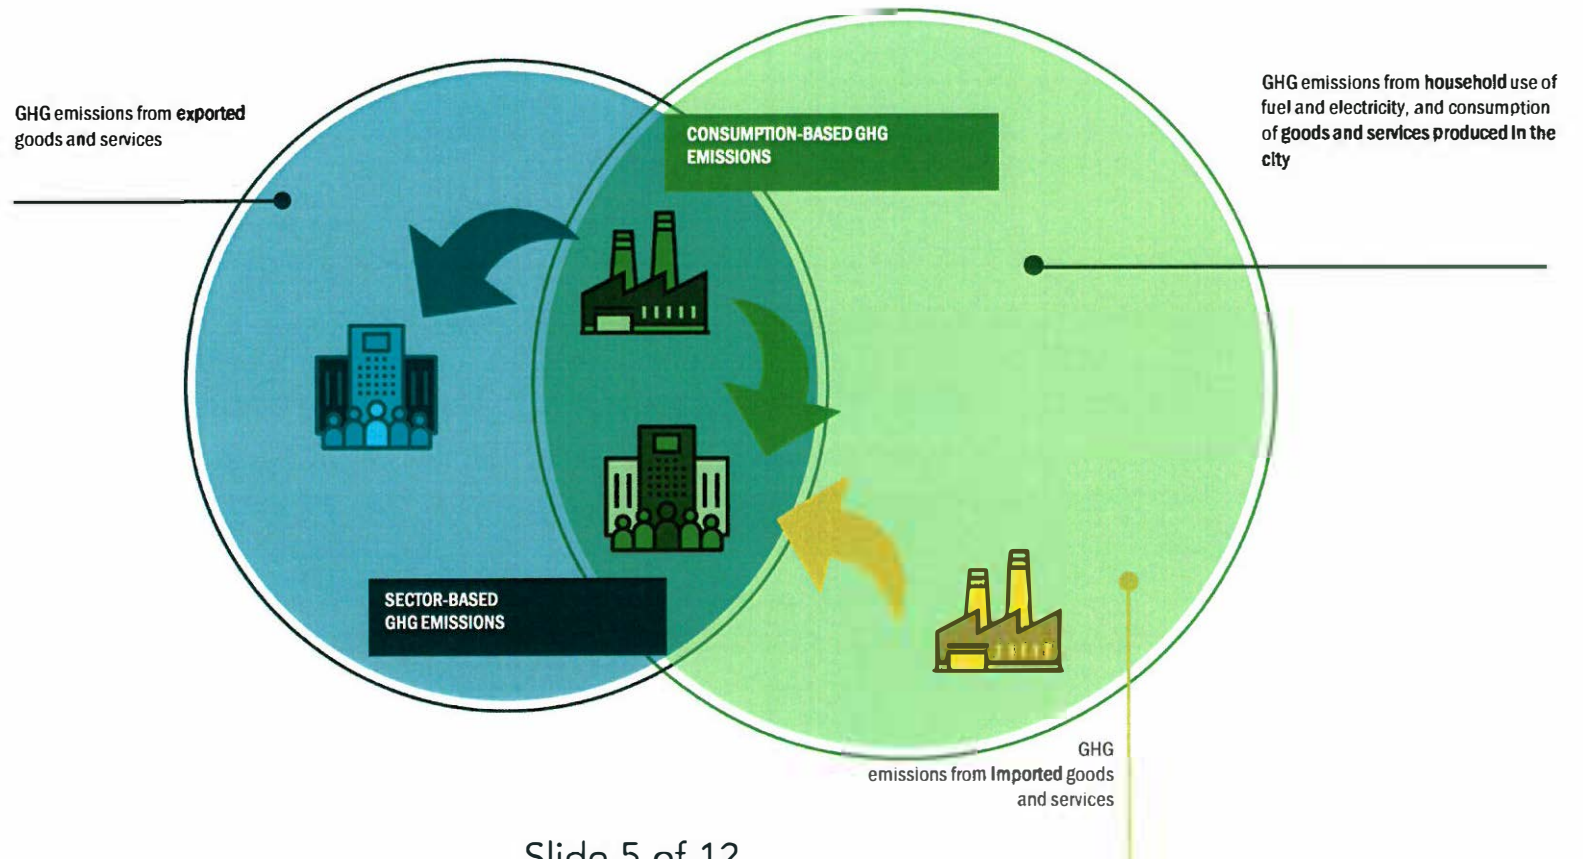 GHG emissions from exported
goods and services
CONSUMPTION-BASED GHG
EMISSIONS
GHG emissions from household use of
fuel and electricity, and consumption
of goods and services produced in the
city
SECTOR-BASED
GHG EMISSIONS
GHG
emissions from Imported goods
and services
Slide 5 of 12